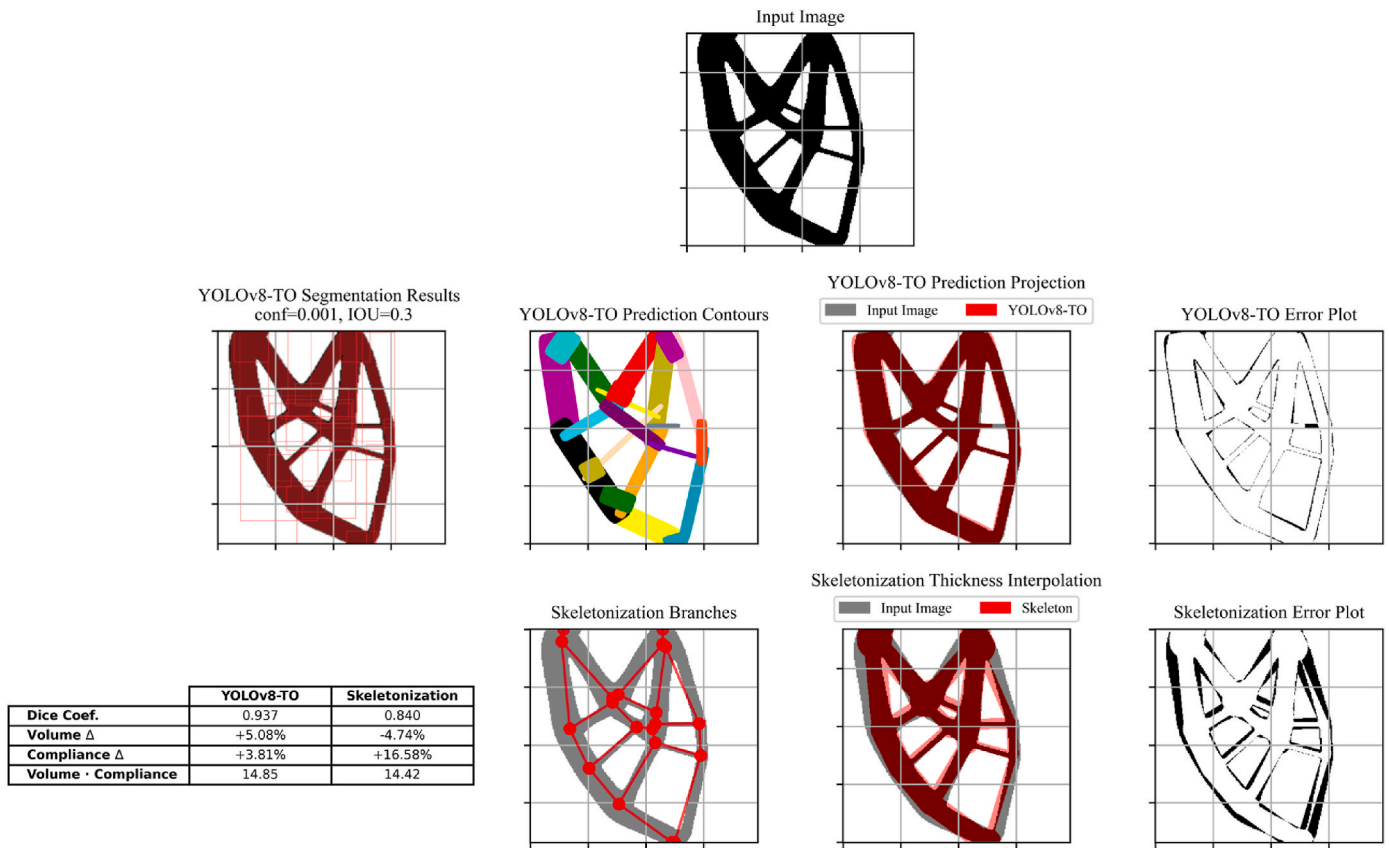 Input Image
YOLOv8-TO Segmentation Results
conf=0.001, IOU=0.3
YOLOv8-TO Prediction Contours
YOLOv8-TO Prediction Projection
Input Image YOLOv8-TO
YOLOv8-TO Error Plot
Skeletonization Branches
Skeletonization Thickness Interpolation
Input Image Skeleton
Skeletonization Error Plot
YOLOv8-TO Skeletonization
Dice Coef. 0.937 0.840
Volume Δ +5.08% -4.74%
Compliance Δ +3.81% +16.58%
Volume · Compliance 14.85 14.42